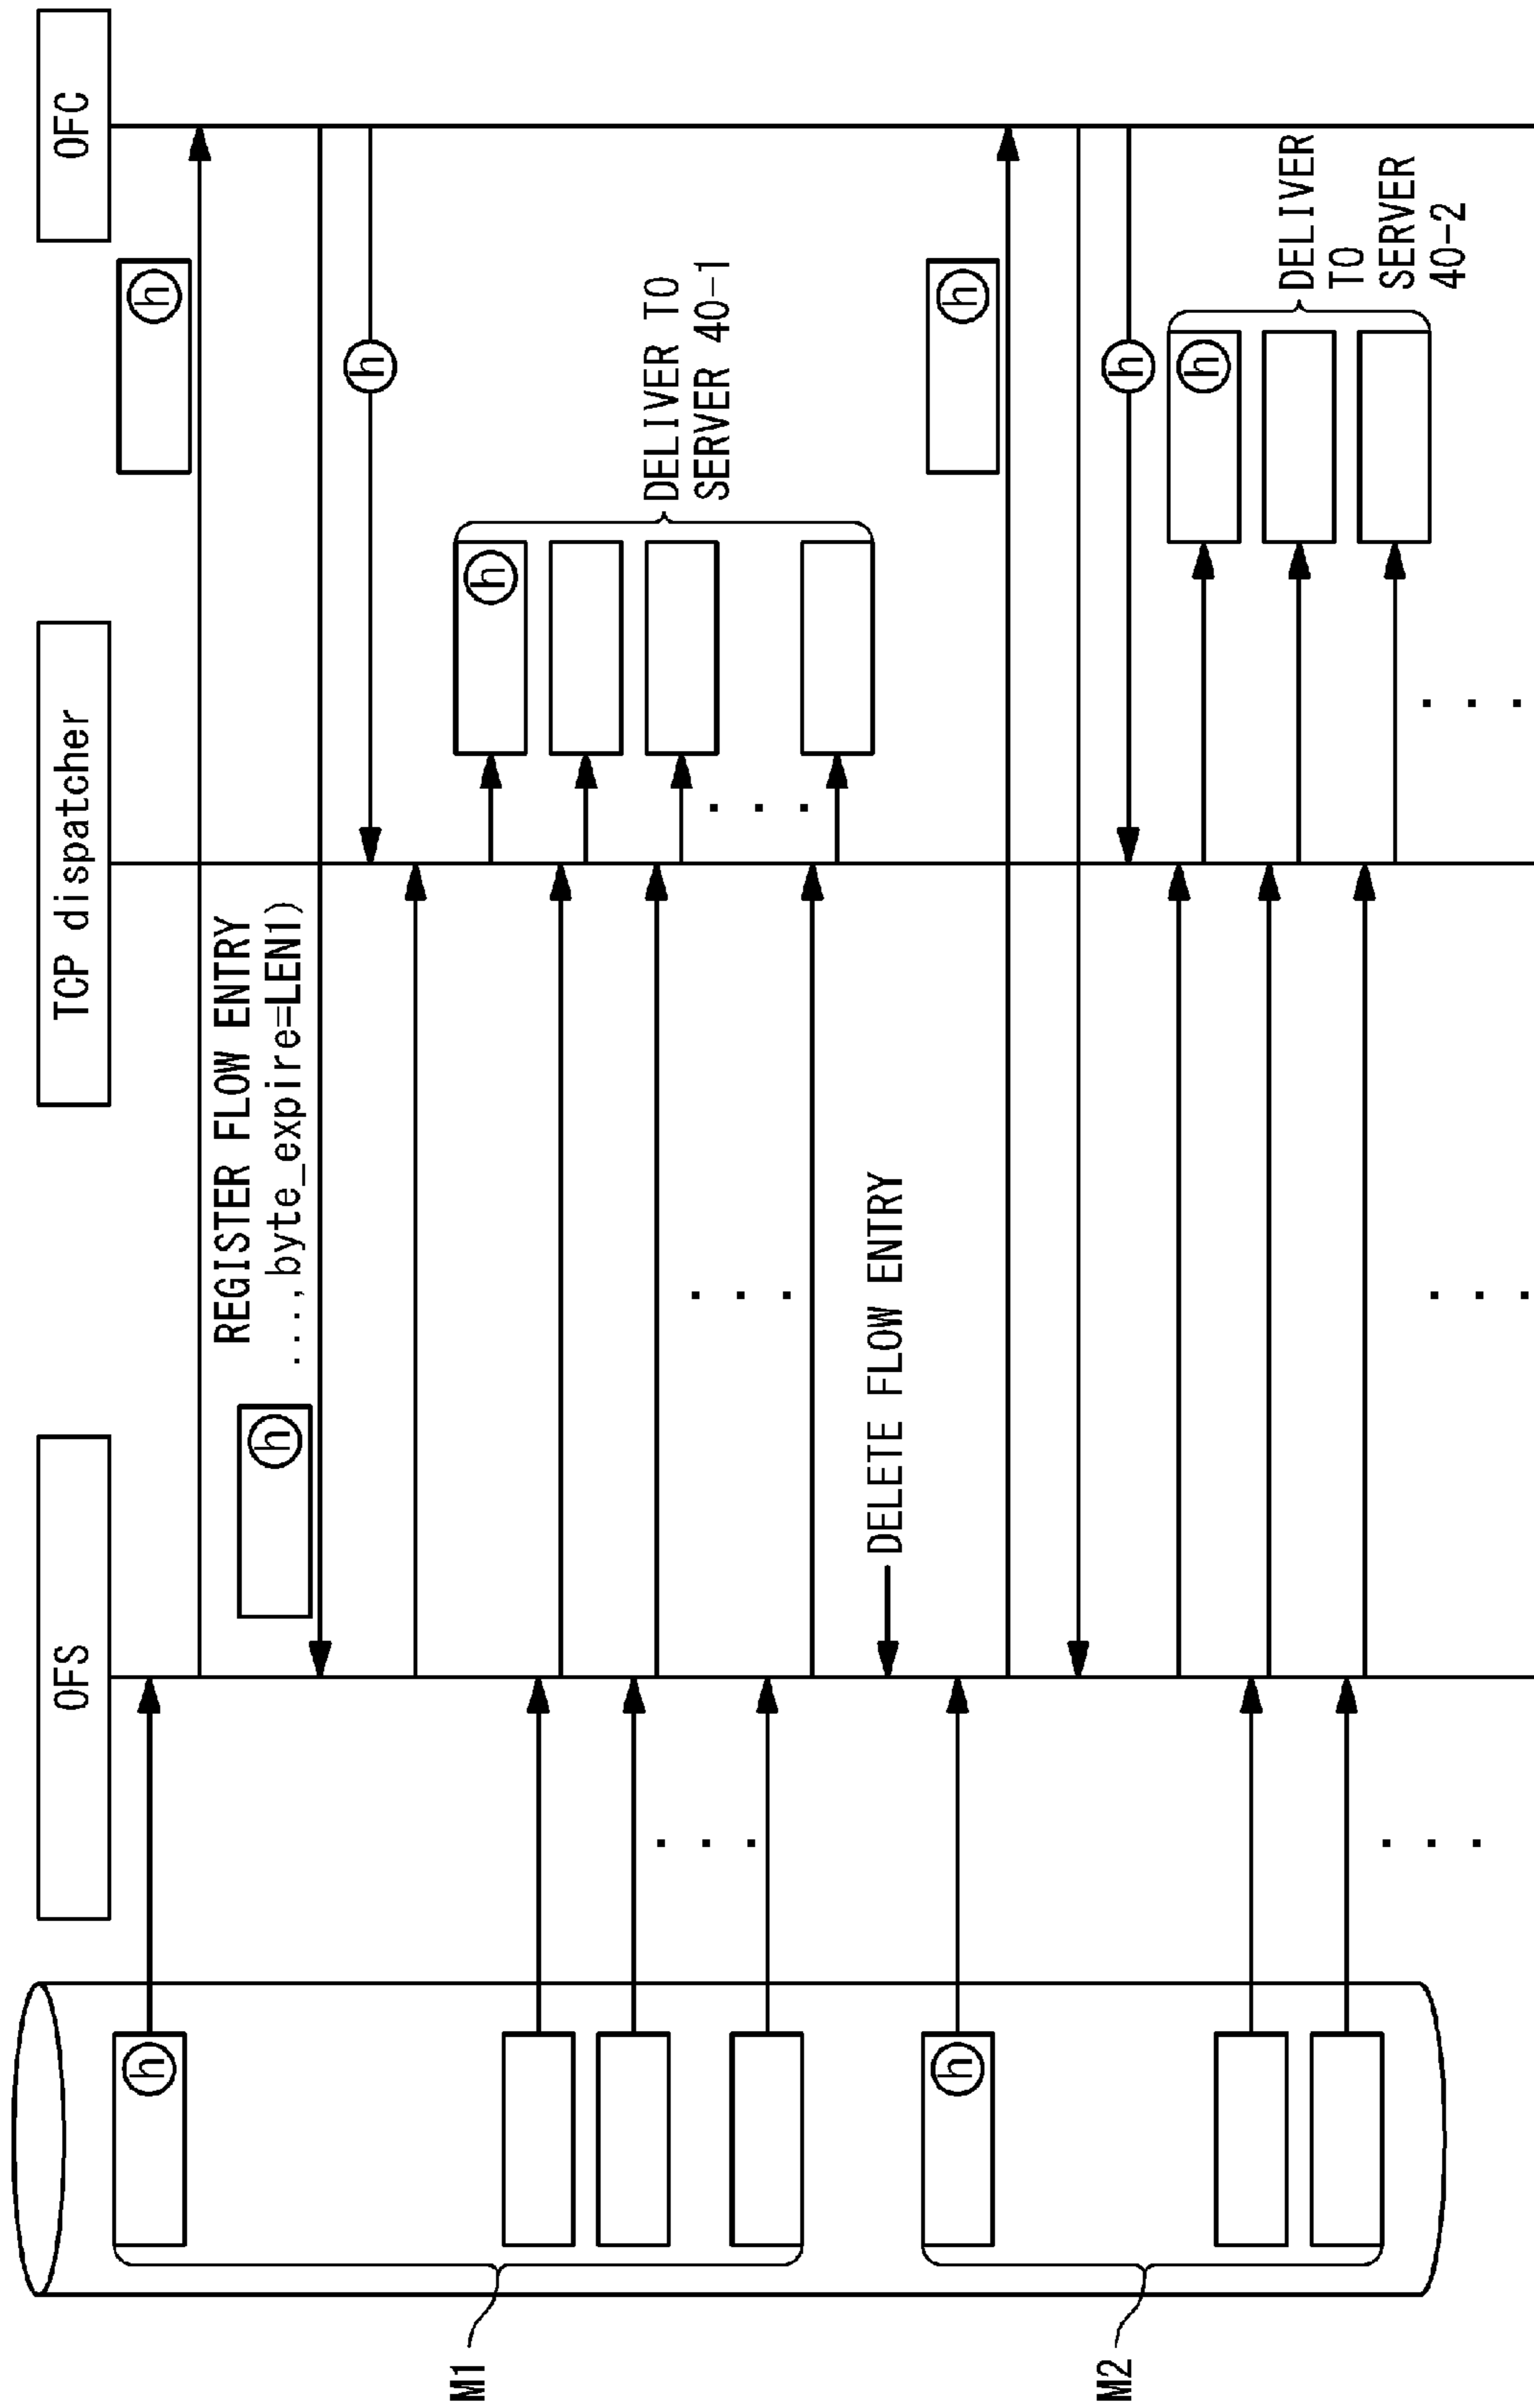 OFS
TCP dispatcher
OFC
h
h
REGISTER FLOW ENTRY
...,byte_expire=LEN1)
h
h
h
DELIVER TO
SERVER 40-1
M1
DELETE FLOW ENTRY
h
h
h
h
DELIVER
TO
SERVER
40-2
M2